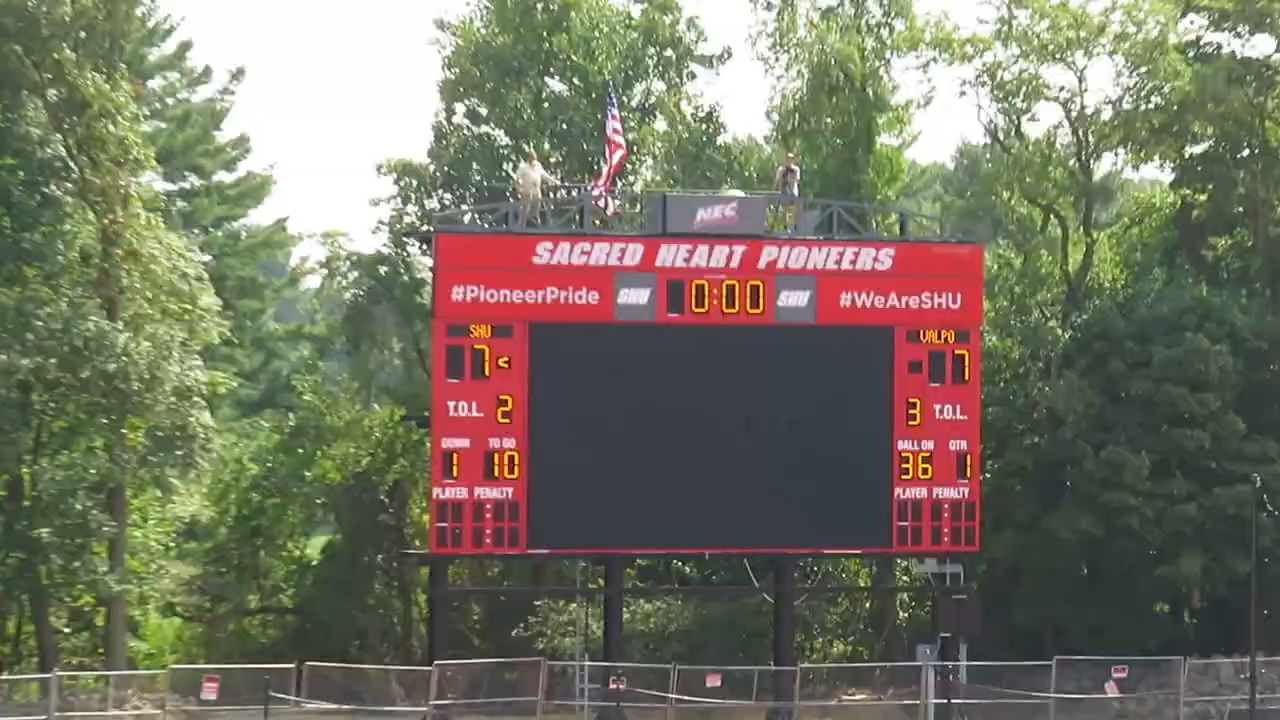 NEC
SACRED HEART PIONEERS
#PioneerPride SHU 0:00 SHU #WeAreSHU
SHU
7 <
T.O.L. 2
DOWN TO GO
1 10
PLAYER PENALTY
VALPO
7
3 T.O.L.
BALL ON QTR
36 1
PLAYER PENALTY